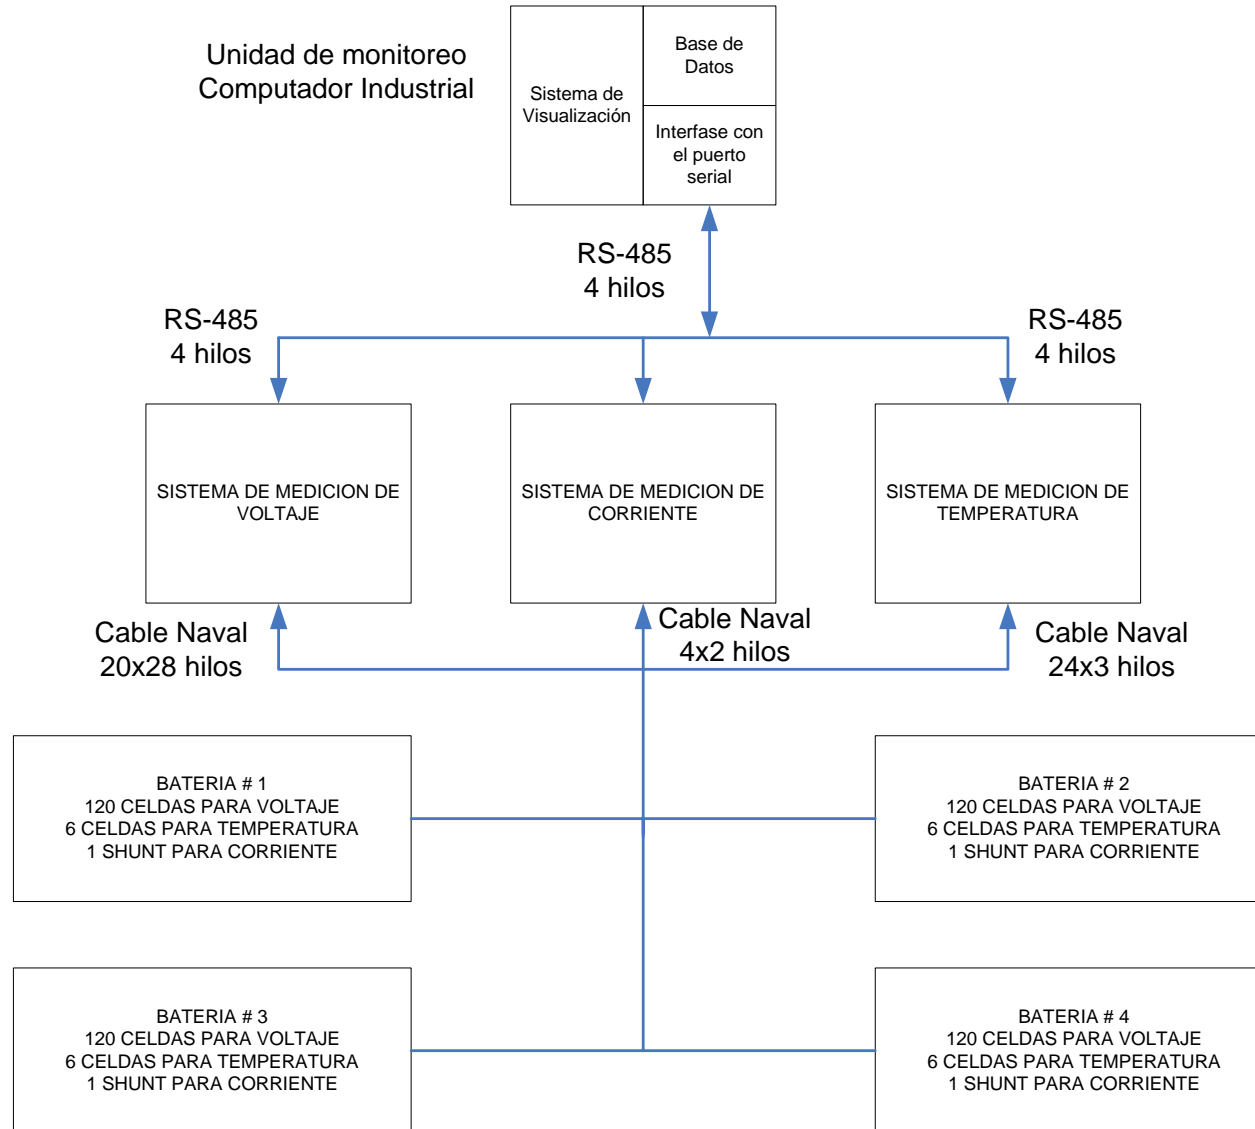 Unidad de monitoreo
Computador Industrial
Sistema de
Visualización
Base de
Datos
Interfase con
el puerto
serial
RS-485
4 hilos
RS-485
4 hilos
RS-485
4 hilos
SISTEMA DE MEDICION DE
VOLTAJE
SISTEMA DE MEDICION DE
CORRIENTE
SISTEMA DE MEDICION DE
TEMPERATURA
Cable Naval
20x28 hilos
Cable Naval
4x2 hilos
Cable Naval
24x3 hilos
BATERIA # 1
120 CELDAS PARA VOLTAJE
6 CELDAS PARA TEMPERATURA
1 SHUNT PARA CORRIENTE
BATERIA # 2
120 CELDAS PARA VOLTAJE
6 CELDAS PARA TEMPERATURA
1 SHUNT PARA CORRIENTE
BATERIA # 3
120 CELDAS PARA VOLTAJE
6 CELDAS PARA TEMPERATURA
1 SHUNT PARA CORRIENTE
BATERIA # 4
120 CELDAS PARA VOLTAJE
6 CELDAS PARA TEMPERATURA
1 SHUNT PARA CORRIENTE